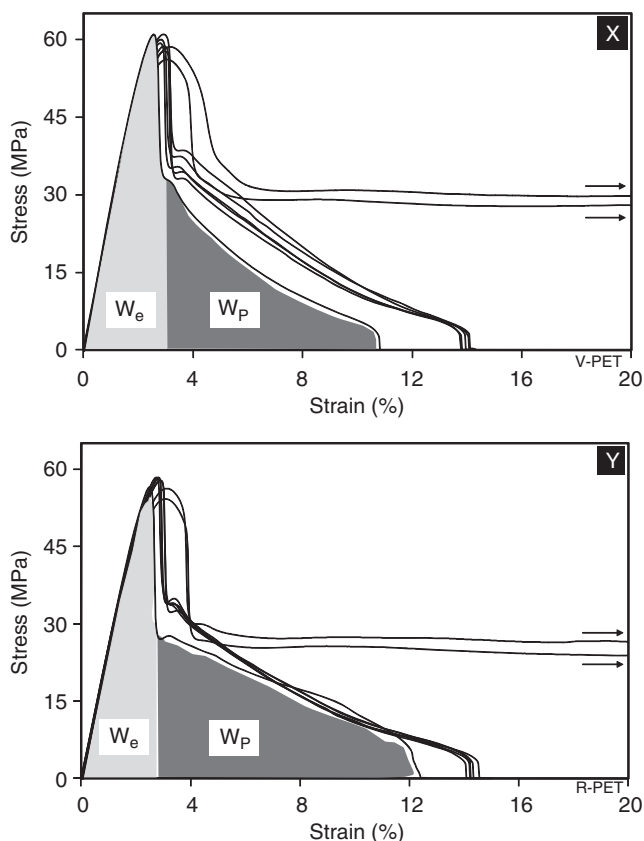 X
60
45
30
15
0
Stress (MPa)
We
WP
V-PET
0 4 8 12 16 20
Strain (%)
Y
60
45
30
15
0
Stress (MPa)
We
WP
R-PET
0 4 8 12 16 20
Strain (%)